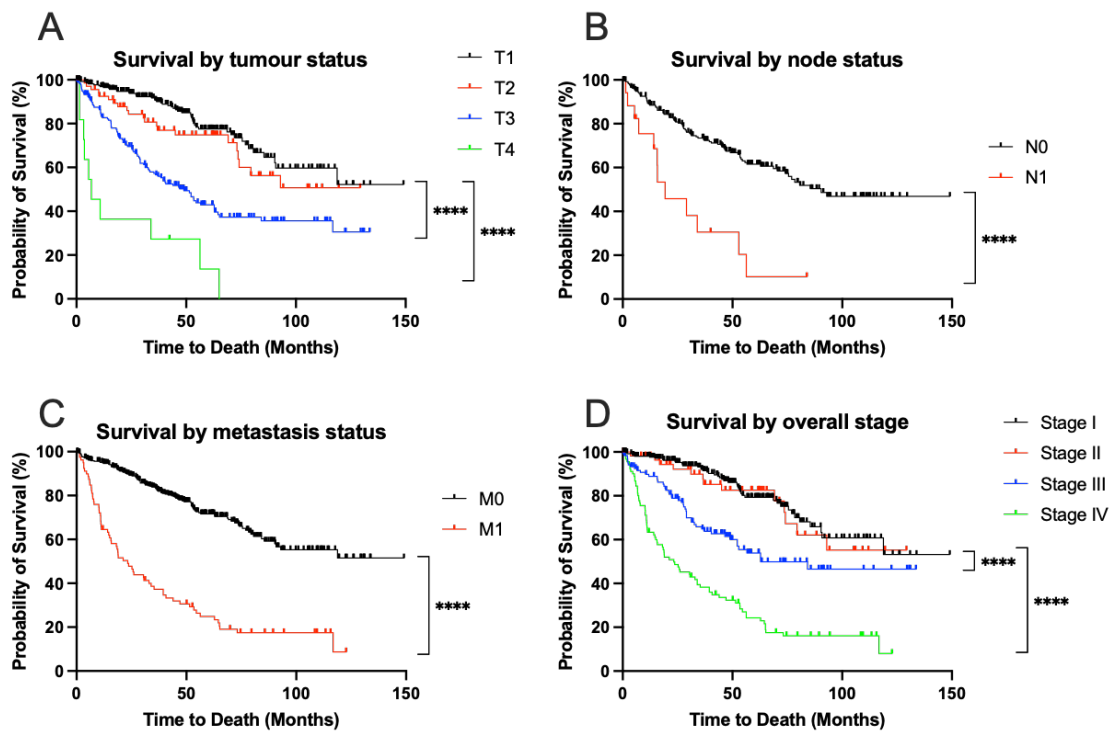 A
Survival by tumour status
Probability of Survival (%)
100
80
60
40
20
0
0 50 100 150
Time to Death (Months)
T1
T2
T3
T4
****
****
B
Survival by node status
Probability of Survival (%)
100
80
60
40
20
0
0 50 100 150
Time to Death (Months)
N0
N1
****
C
Survival by metastasis status
Probability of Survival (%)
100
80
60
40
20
0
0 50 100 150
Time to Death (Months)
M0
M1
****
D
Survival by overall stage
Probability of Survival (%)
100
80
60
40
20
0
0 50 100 150
Time to Death (Months)
Stage I
Stage II
Stage III
Stage IV
****
****